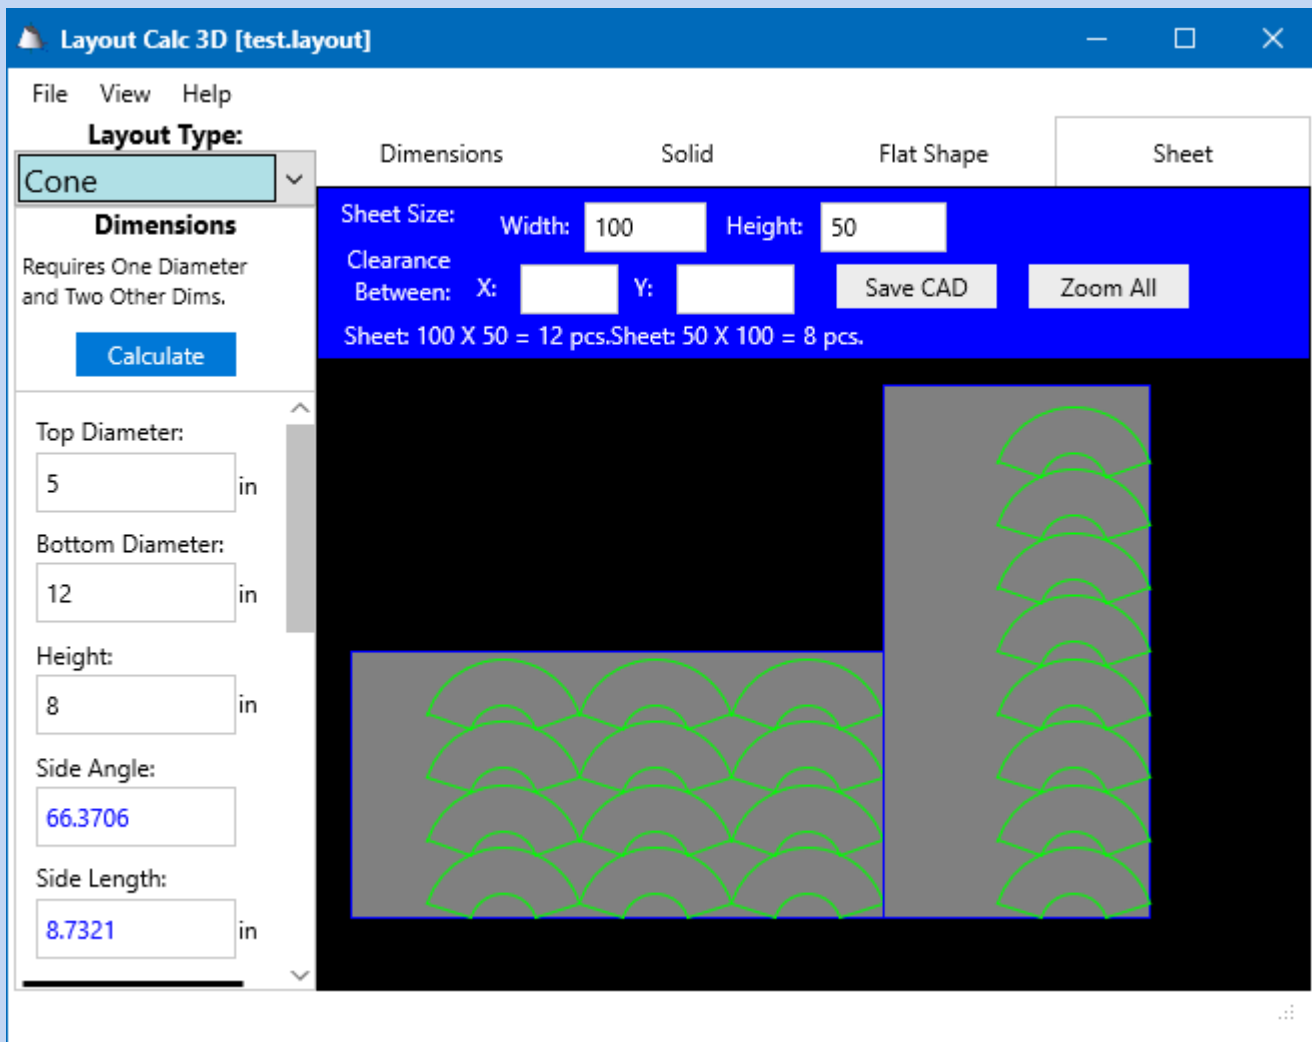 Layout Calc 3D [test.layout]
File View Help
Layout Type:
Cone
Dimensions
Requires One Diameter
and Two Other Dims.
Calculate
Top Diameter:
5 in
Bottom Diameter:
12 in
Height:
8 in
Side Angle:
66.3706
Side Length:
8.7321 in
Dimensions Solid Flat Shape Sheet
Sheet Size: Width: 100 Height: 50
Clearance
Between: X: Y: Save CAD Zoom All
Sheet: 100 X 50 = 12 pcs.Sheet: 50 X 100 = 8 pcs.